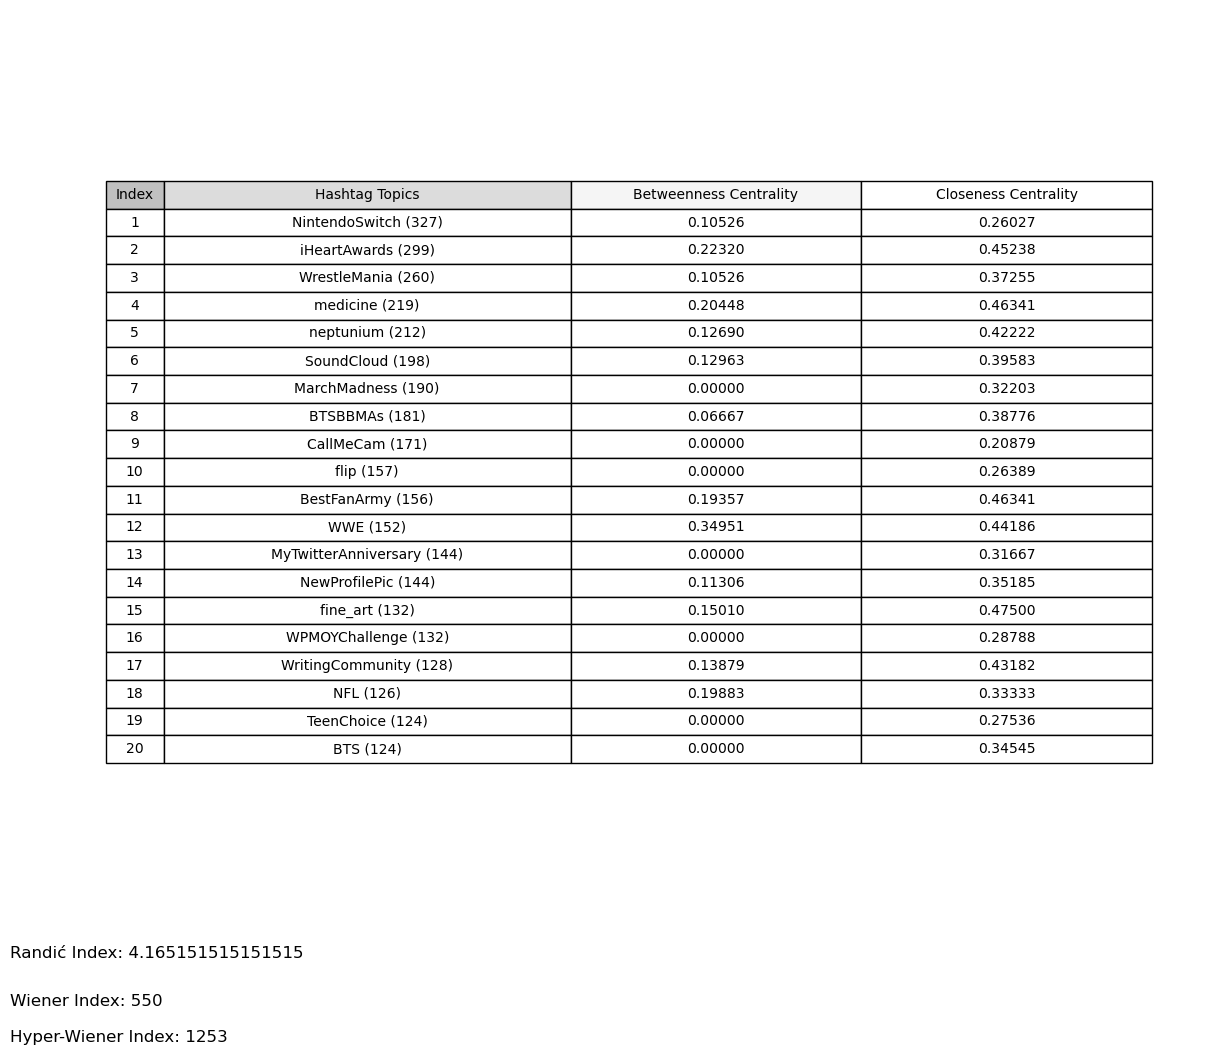 Index Hashtag Topics Betweenness Centrality Closeness Centrality
1 NintendoSwitch (327) 0.10526 0.26027
2 iHeartAwards (299) 0.22320 0.45238
3 WrestleMania (260) 0.10526 0.37255
4 medicine (219) 0.20448 0.46341
5 neptunium (212) 0.12690 0.42222
6 SoundCloud (198) 0.12963 0.39583
7 MarchMadness (190) 0.00000 0.32203
8 BTSBBMAs (181) 0.06667 0.38776
9 CallMeCam (171) 0.00000 0.20879
10 flip (157) 0.00000 0.26389
11 BestFanArmy (156) 0.19357 0.46341
12 WWE (152) 0.34951 0.44186
13 MyTwitterAnniversary (144) 0.00000 0.31667
14 NewProfilePic (144) 0.11306 0.35185
15 fine_art (132) 0.15010 0.47500
16 WPMOYChallenge (132) 0.00000 0.28788
17 WritingCommunity (128) 0.13879 0.43182
18 NFL (126) 0.19883 0.33333
19 TeenChoice (124) 0.00000 0.27536
20 BTS (124) 0.00000 0.34545
Randić Index: 4.165151515151515
Wiener Index: 550
Hyper-Wiener Index: 1253